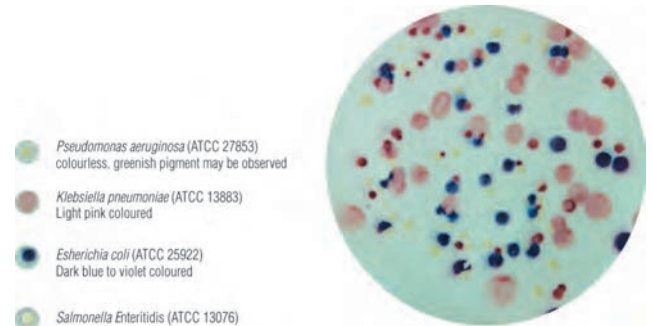 Pseudomonas aeruginosa (ATCC 27853)
colourless, greenish pigment may be observed
Klebsiella pneumoniae (ATCC 13883)
Light pink coloured
Esherichia coli (ATCC 25922)
Dark blue to violet coloured
Salmonella Enteritidis (ATCC 13076)